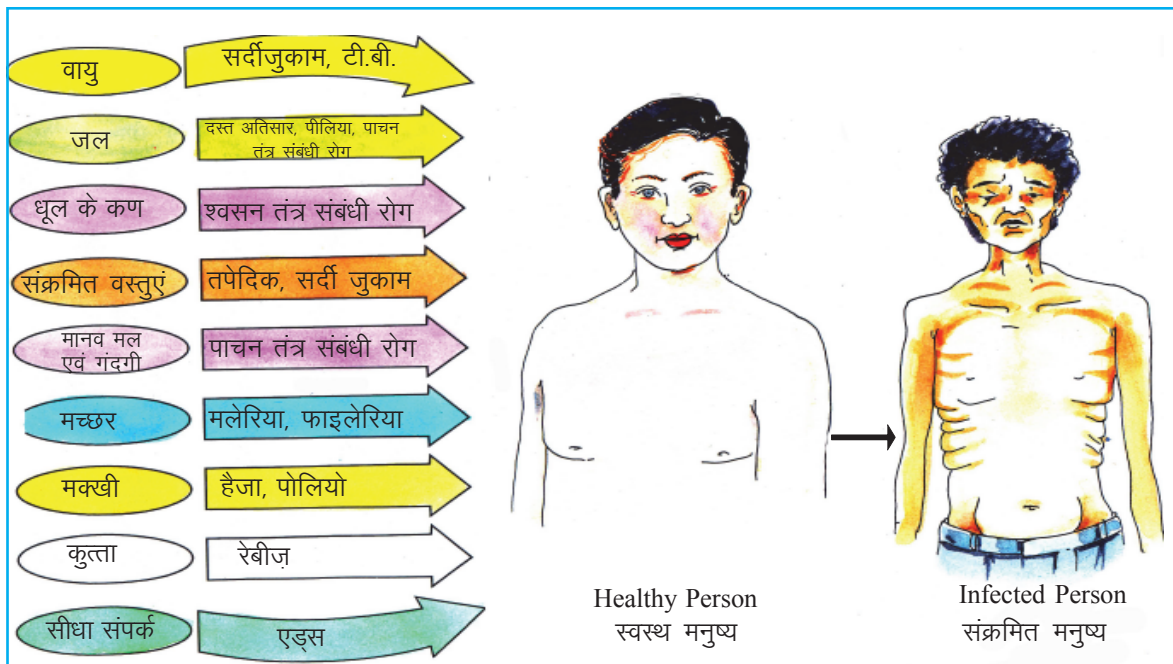 वायु
सर्दीजुकाम, टी.बी.
जल
दस्त अतिसार, पीलिया, पाचन
तंत्र संबंधी रोग
धूल के कण
श्वसन तंत्र संबंधी रोग
संक्रमित वस्तुएं
तपेदिक, सर्दी जुकाम
मानव मल
एवं गंदगी
पाचन तंत्र संबंधी रोग
मच्छर
मलेरिया, फाइलेरिया
मक्खी
हैजा, पोलियो
कुत्ता
रेबीज़
सीधा संपर्क
एड्स
Healthy Person
स्वस्थ मनुष्य
Infected Person
संक्रमित मनुष्य